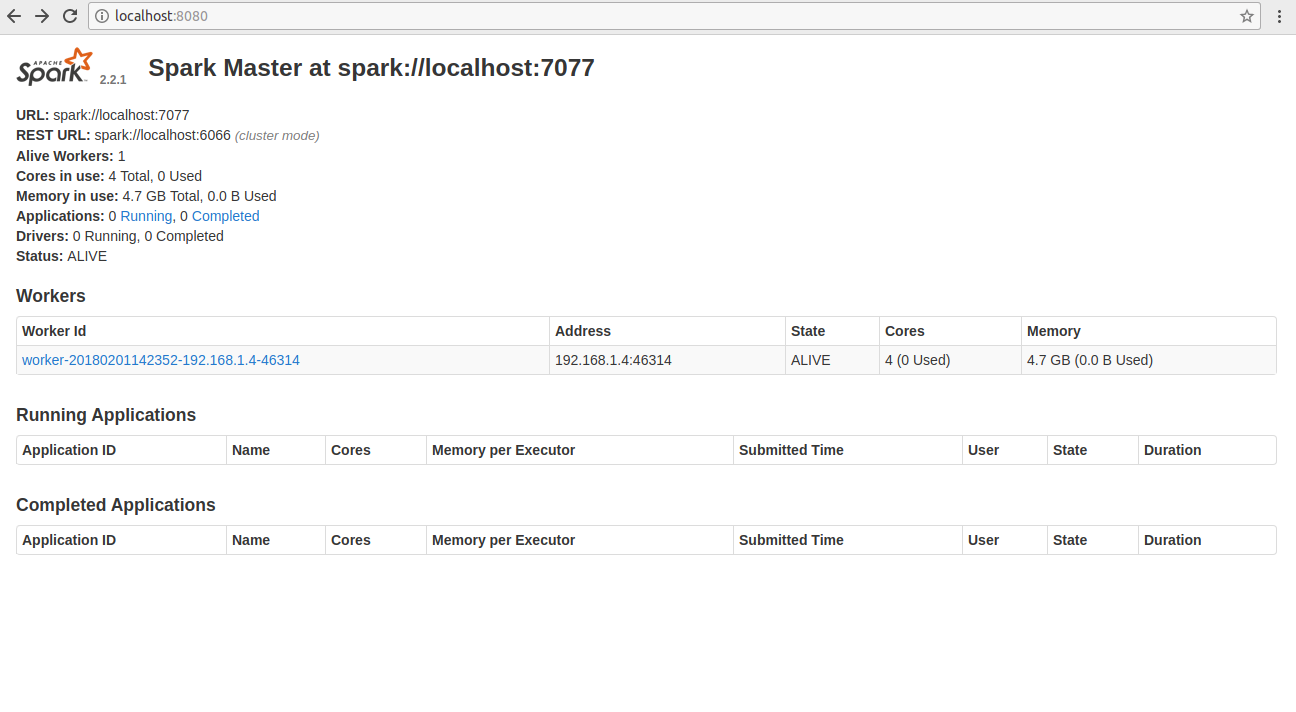 localhost:8080
APACHE
Spark™ 2.2.1 Spark Master at spark://localhost:7077
URL: spark://localhost:7077
REST URL: spark://localhost:6066 (cluster mode)
Alive Workers: 1
Cores in use: 4 Total, 0 Used
Memory in use: 4.7 GB Total, 0.0 B Used
Applications: 0 Running, 0 Completed
Drivers: 0 Running, 0 Completed
Status: ALIVE
Workers
Worker Id Address State Cores Memory
worker-20180201142352-192.168.1.4-46314 192.168.1.4:46314 ALIVE 4 (0 Used) 4.7 GB (0.0 B Used)
Running Applications
Application ID Name Cores Memory per Executor Submitted Time User State Duration
Completed Applications
Application ID Name Cores Memory per Executor Submitted Time User State Duration